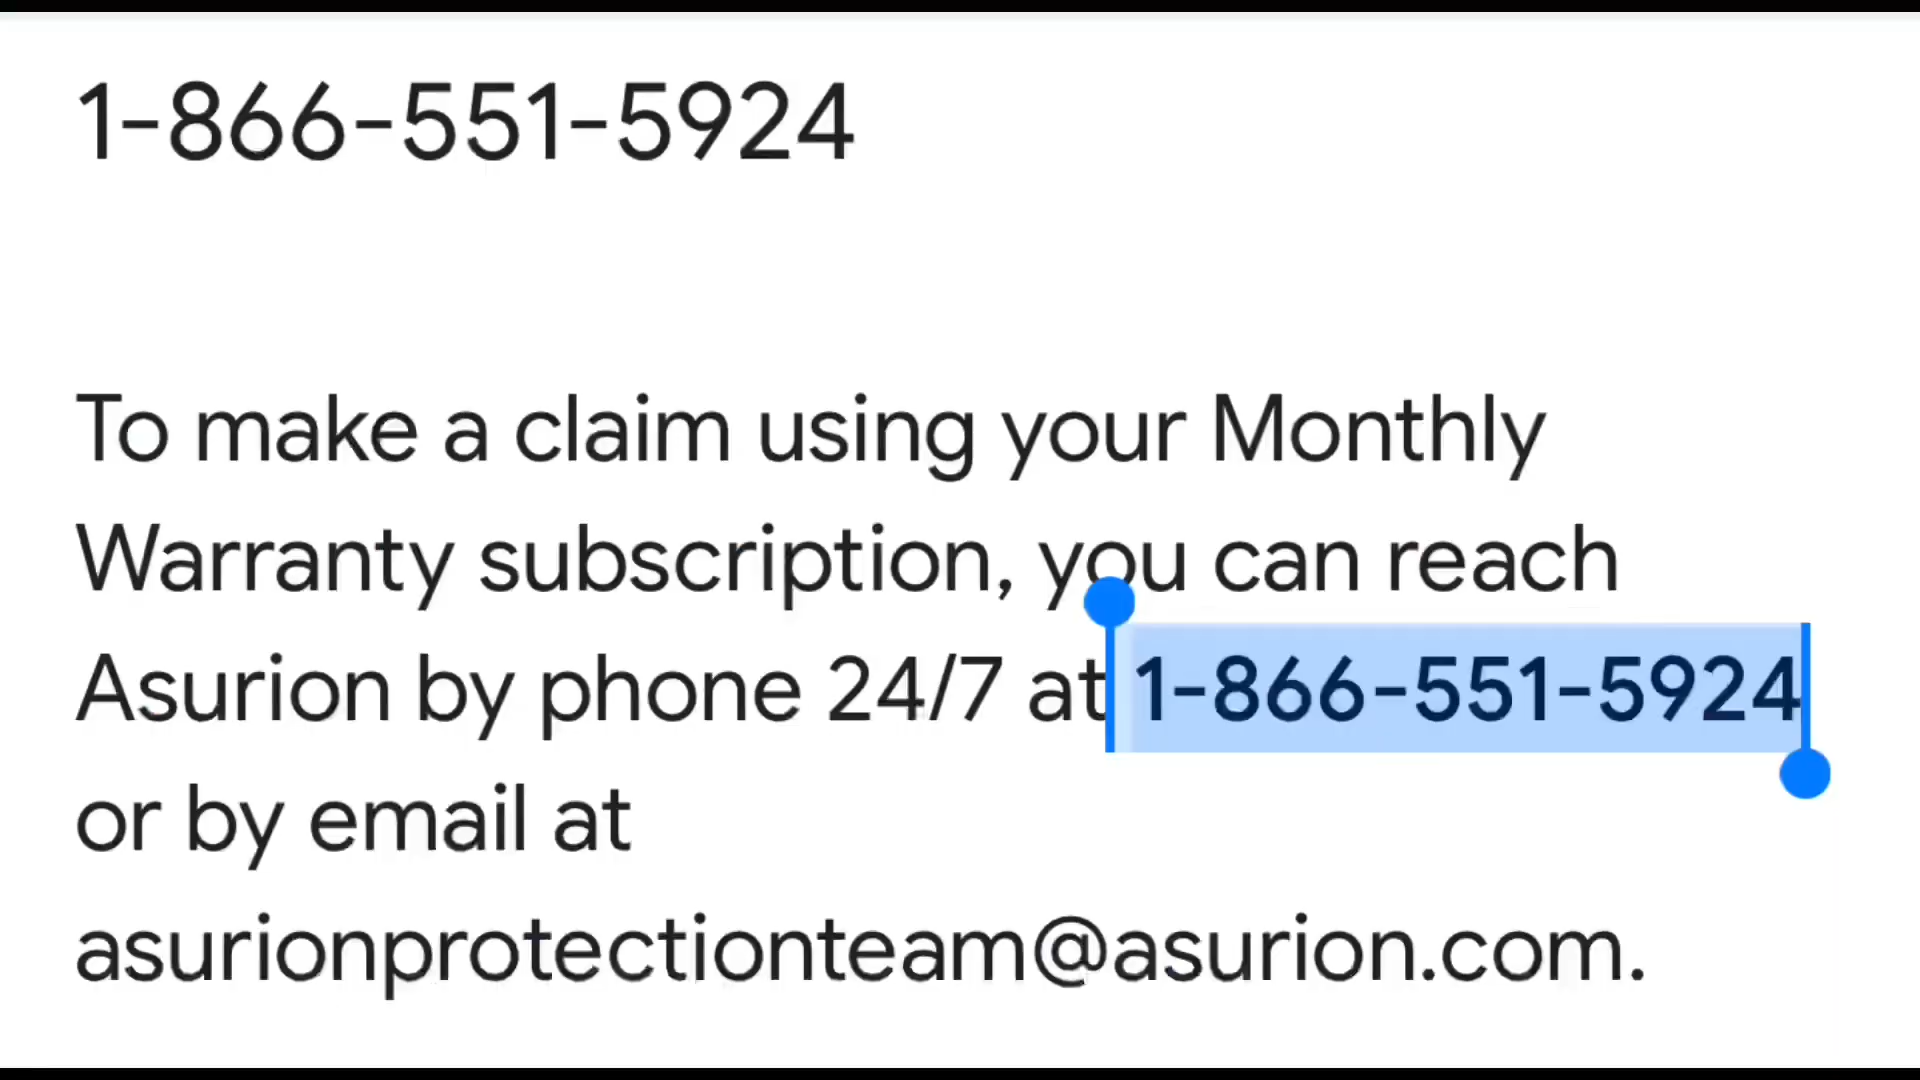 1-866-551-5924
To make a claim using your Monthly
Warranty subscription, you can reach
Asurion by phone 24/7 at 1-866-551-5924
or by email at
asurionprotectionteam@asurion.com.